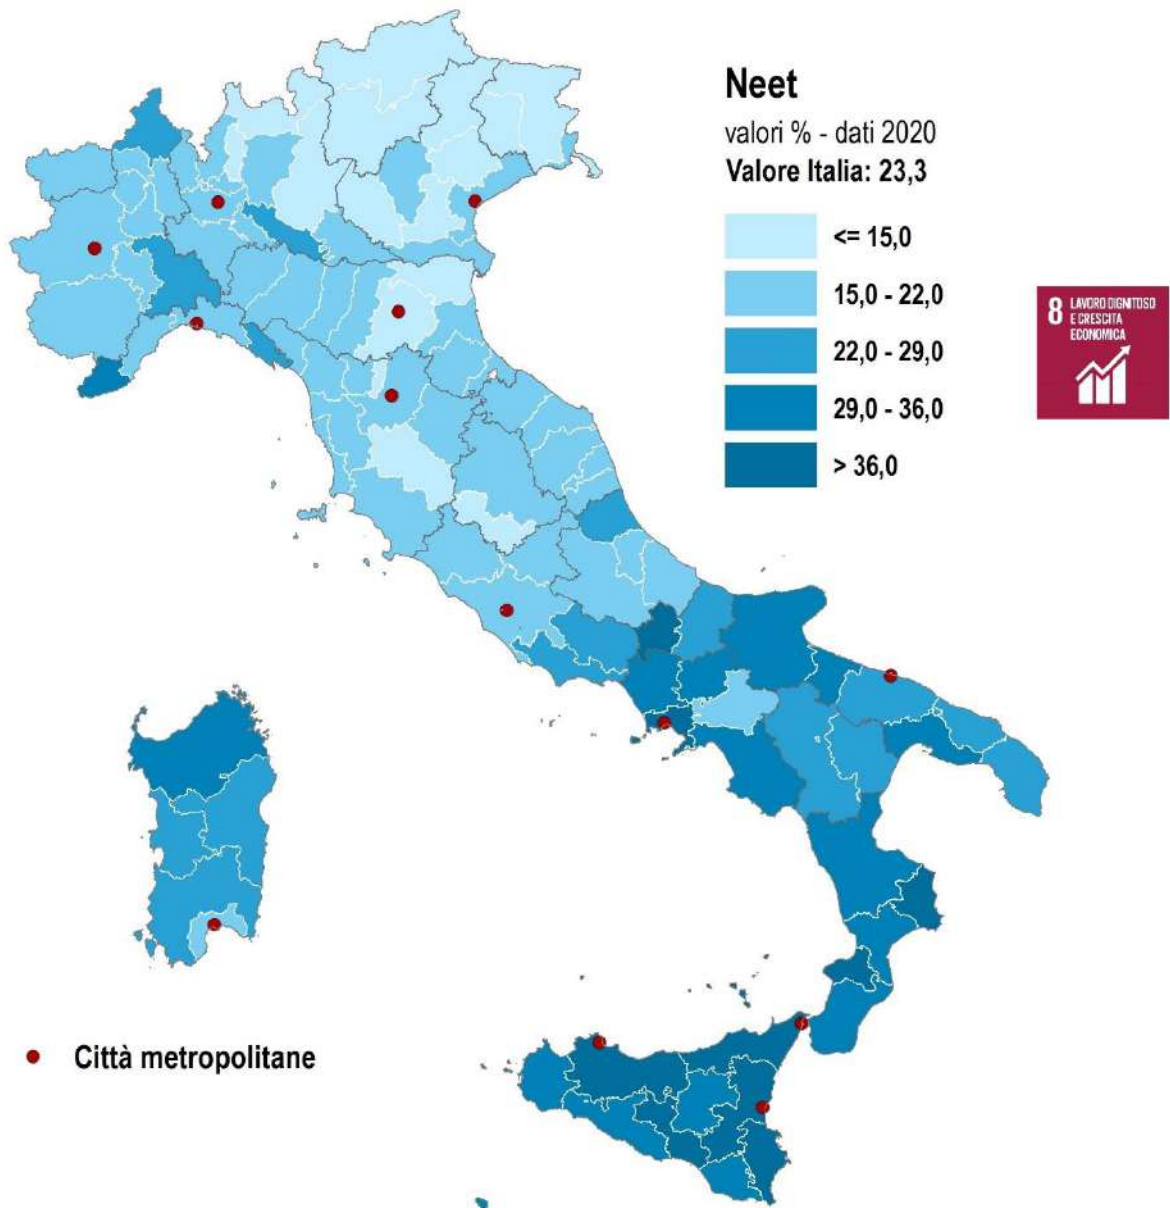 Neet
valori % - dati 2020
Valore Italia: 23,3
<= 15,0
15,0 - 22,0
22,0 - 29,0
29,0 - 36,0
> 36,0
8 LAVORO DIGNITOSO
E CRESCITA
ECONOMICA
Città metropolitane